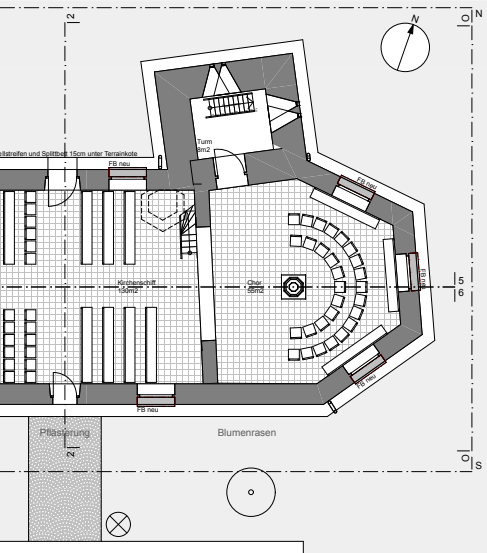 2
N
O
N
ellstreifen und Splittbett 15cm unter Terrainkote
FB neu
Turm
8m2
FB neu
Kirchenschiff
130m2
Chor
55m2
FB neu
5
6
FB neu
FB neu
Pflästerung
Blumenrasen
2
O
S